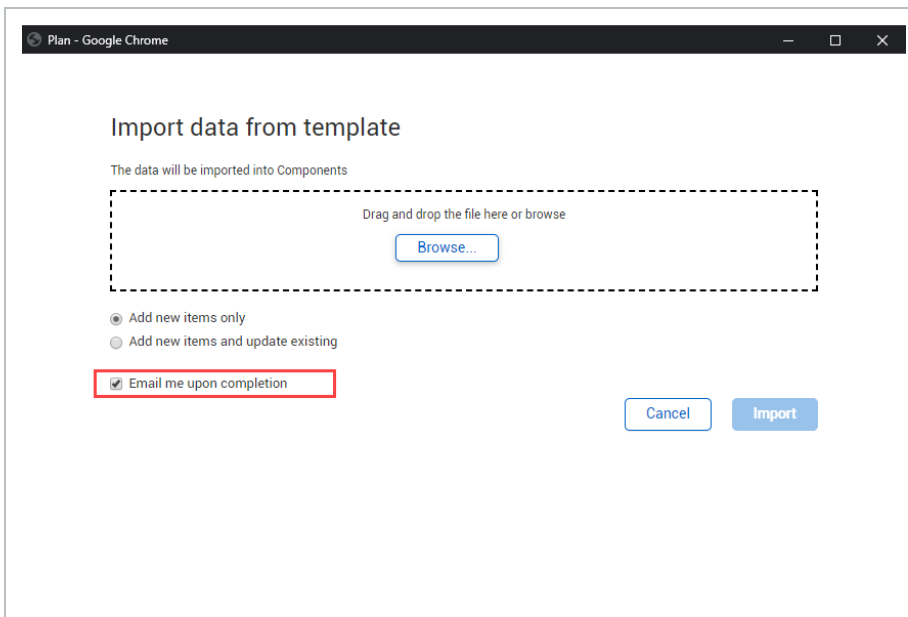 Plan - Google Chrome
Import data from template
The data will be imported into Components
Drag and drop the file here or browse
Browse...
Add new items only
Add new items and update existing
Email me upon completion
Cancel
Import